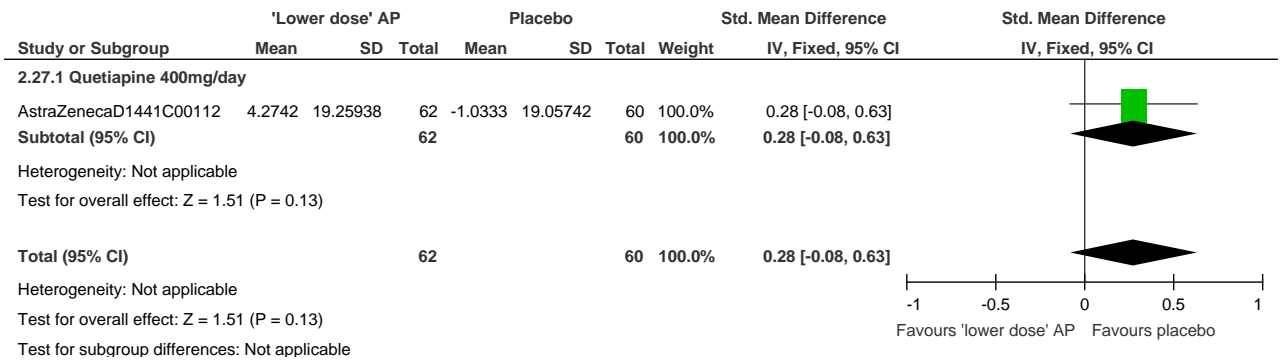 'Lower dose' AP Placebo Std. Mean Difference Std. Mean Difference
Study or Subgroup Mean SD Total Mean SD Total Weight IV, Fixed, 95% CI IV, Fixed, 95% CI
2.27.1 Quetiapine 400mg/day
AstraZenecaD1441C00112 4.2742 19.25938 62 -1.0333 19.05742 60 100.0% 0.28 [-0.08, 0.63]
Subtotal (95% CI) 62 60 100.0% 0.28 [-0.08, 0.63]
Heterogeneity: Not applicable
Test for overall effect: Z = 1.51 (P = 0.13)
Total (95% CI) 62 60 100.0% 0.28 [-0.08, 0.63]
Heterogeneity: Not applicable
Test for overall effect: Z = 1.51 (P = 0.13)
Test for subgroup differences: Not applicable
-1 -0.5 0 0.5 1
Favours 'lower dose' AP Favours placebo